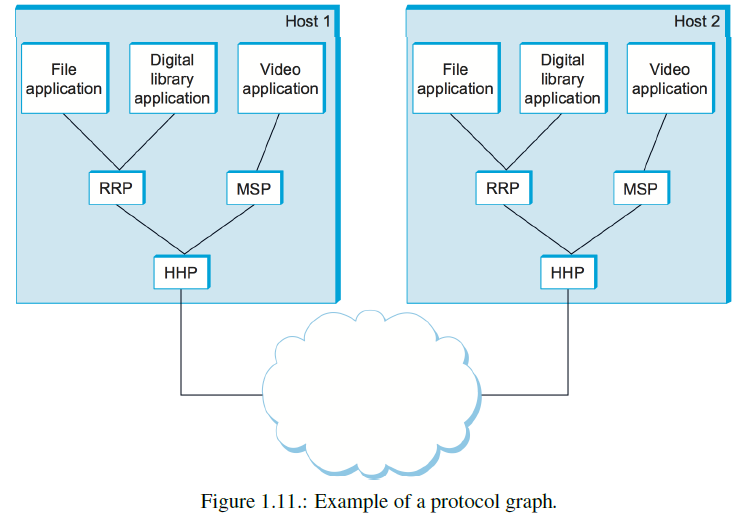 Host 1
File
application
Digital
library
application
Video
application
RRP
MSP
HHP
Host 2
File
application
Digital
library
application
Video
application
RRP
MSP
HHP
Figure 1.11.: Example of a protocol graph.